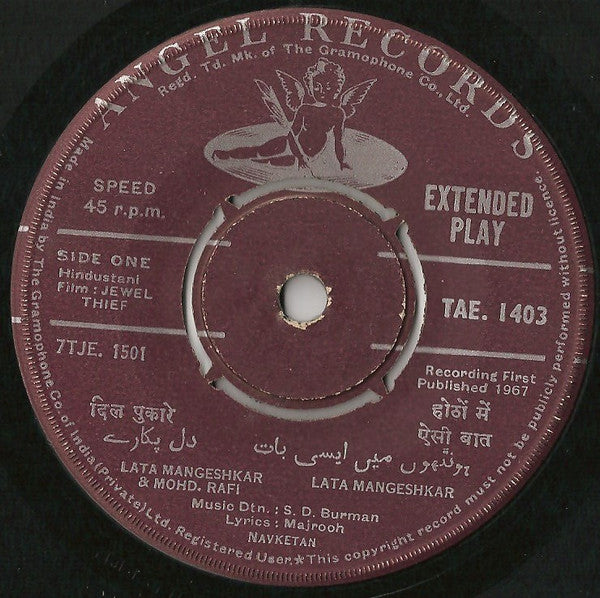 ANGEL RECORDS
Regd. Td. Mk. of The Gramophone Co., Ltd.
SPEED
45 r.p.m.
EXTENDED
PLAY
SIDE ONE
Hindustani
Film : JEWEL
THIEF
TAE. 1403
7TJE. 1501
Recording First
Published 1967
दिल पुकारे
دل پکارے
होठों में
ऐसी बात
ہونٹھوں میں ایسی بات
LATA MANGESHKAR
& MOHD. RAFI
LATA MANGESHKAR
Music Dtn. : S. D. Burman
Lyrics : Majrooh
NAVKETAN
Made in India by The Gramophone Co. of India (Private) Ltd. Registered User.★This copyright record must not be publicly performed without licence.